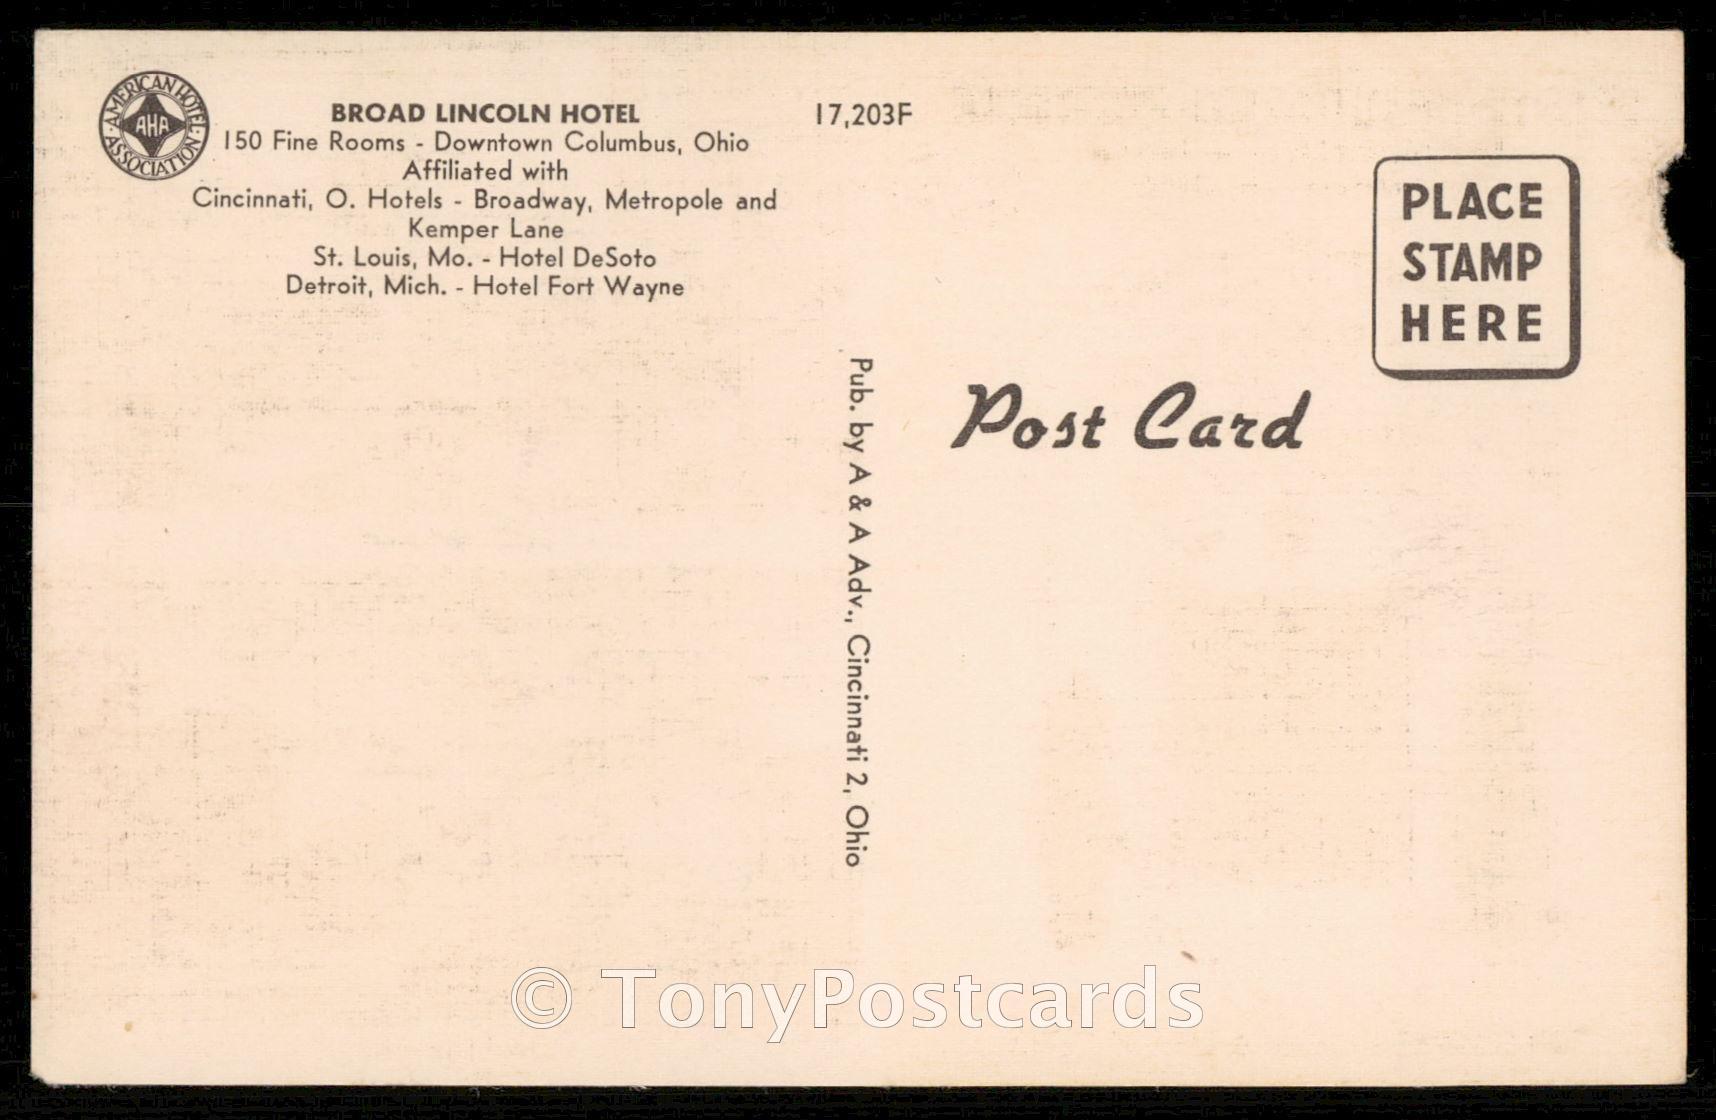 AMERICAN HOTEL ASSOCIATION
AHA
BROAD LINCOLN HOTEL
17,203F
150 Fine Rooms - Downtown Columbus, Ohio
Affiliated with
Cincinnati, O. Hotels - Broadway, Metropole and
Kemper Lane
St. Louis, Mo. - Hotel DeSoto
Detroit, Mich. - Hotel Fort Wayne
PLACE
STAMP
HERE
Post Card
Pub. by A & A Adv., Cincinnati 2, Ohio
© TonyPostcards